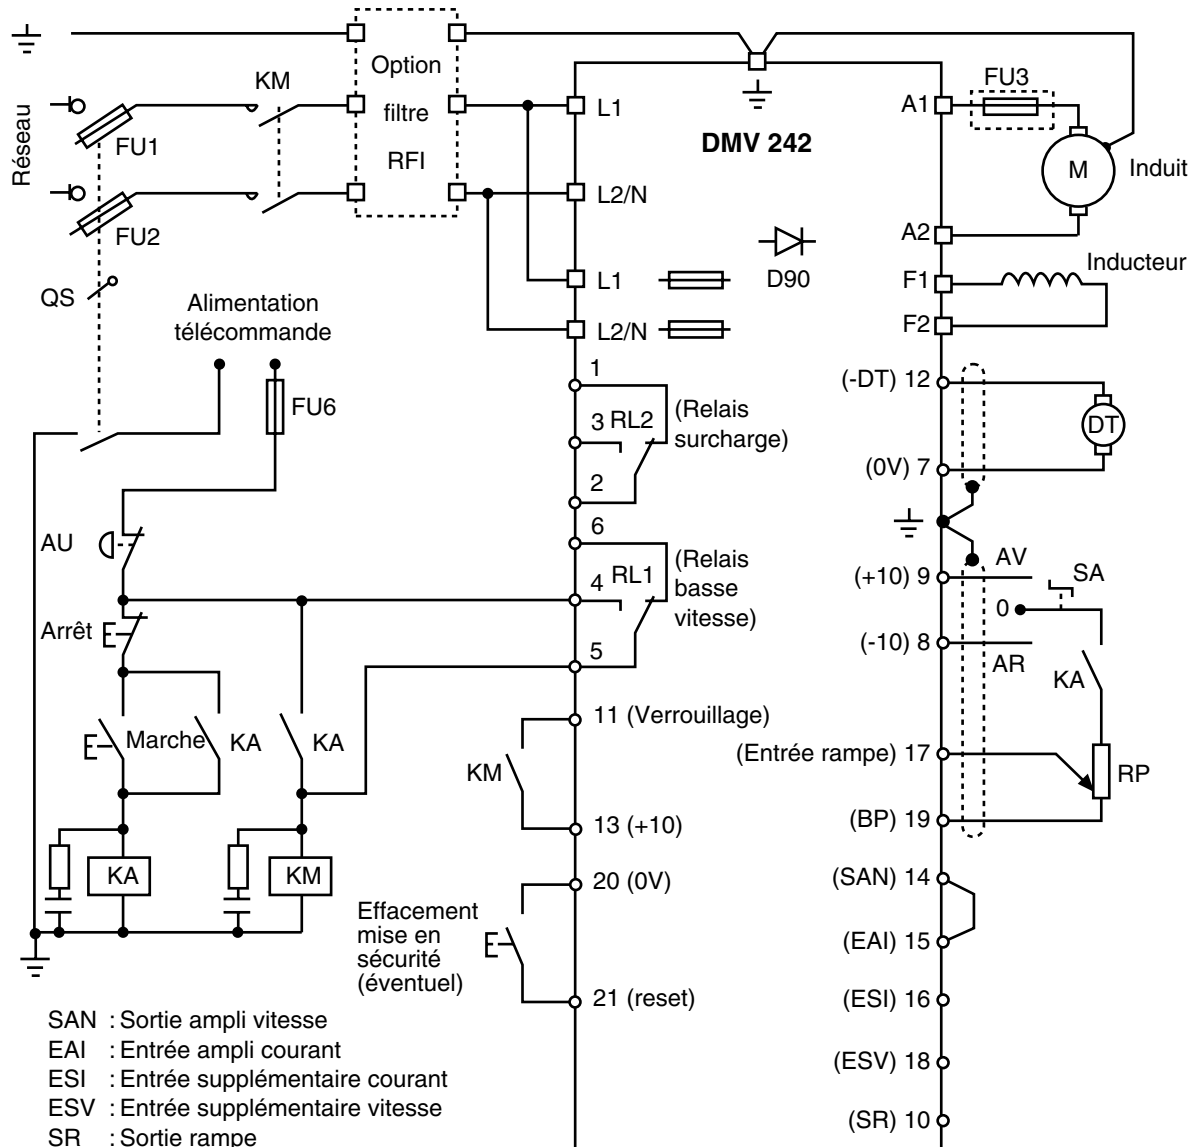 Réseau
FU1
FU2
KM
Option
filtre
RFI
QS
Alimentation
télécommande
FU6
AU
Arrêt
Marche
KA
KA
KA
KM
L1
L2/N
L1
L2/N
DMV 242
D90
1
3 RL2
(Relais
surcharge)
2
6
4 RL1
(Relais
basse
vitesse)
5
11 (Verrouillage)
KM
13 (+10)
20 (0V)
Effacement
mise en
sécurité
(éventuel)
21 (reset)
A1
FU3
M
Induit
A2
F1
Inducteur
F2
(-DT) 12
DT
(0V) 7
(+10) 9
AV
SA
0
(-10) 8
AR
KA
(Entrée rampe) 17
RP
(BP) 19
(SAN) 14
(EAI) 15
(ESI) 16
(ESV) 18
(SR) 10
SAN : Sortie ampli vitesse
EAI : Entrée ampli courant
ESI : Entrée supplémentaire courant
ESV : Entrée supplémentaire vitesse
SR : Sortie rampe